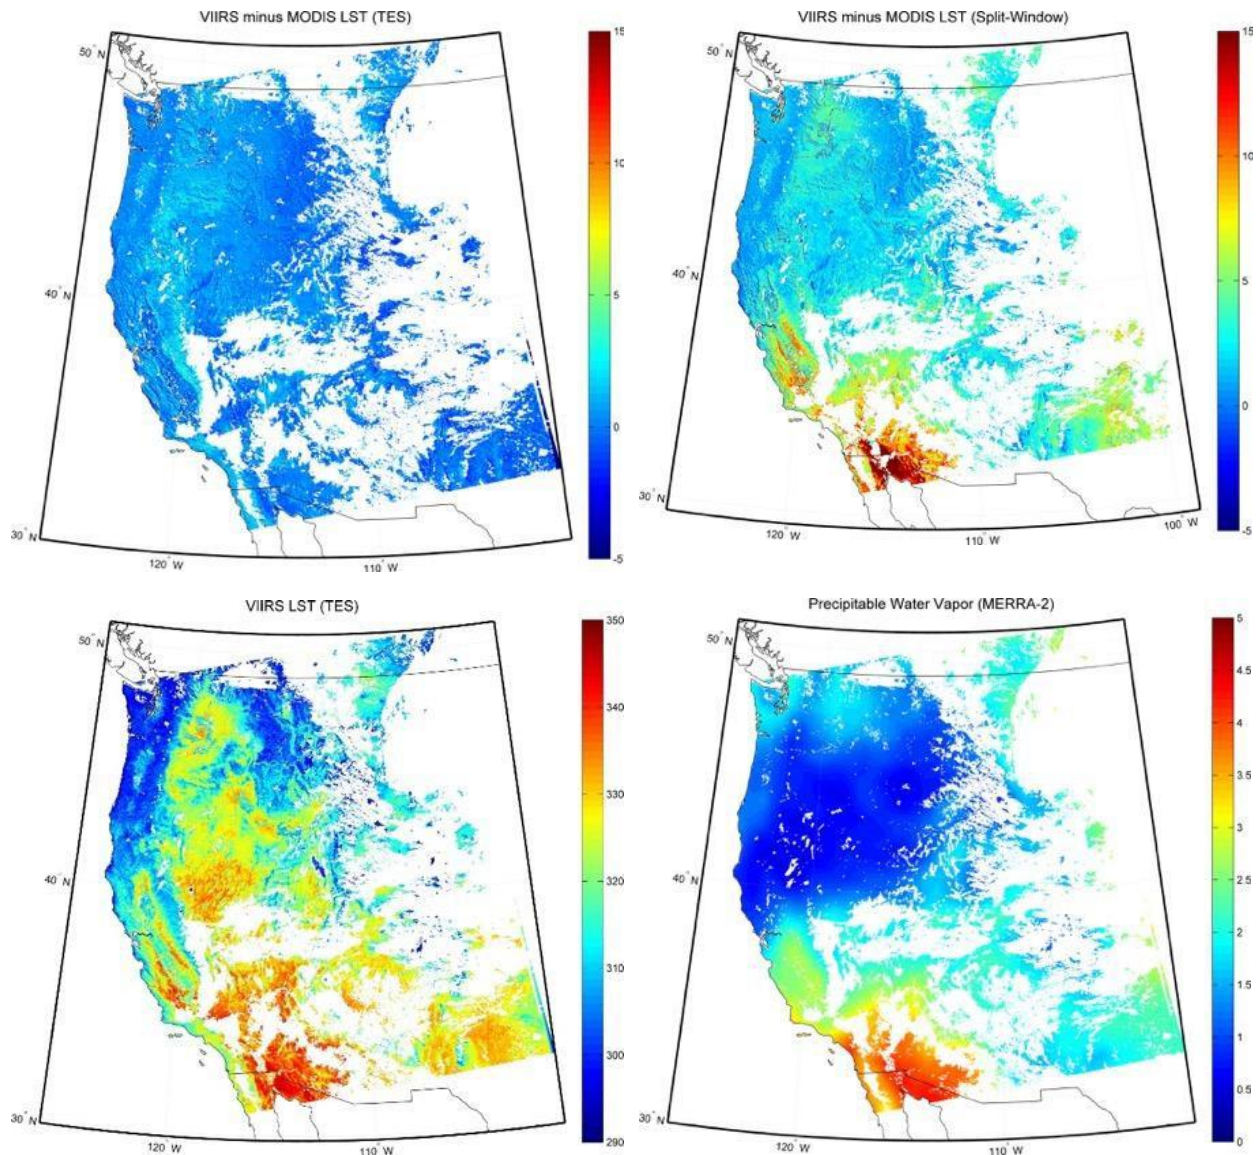 VIIRS minus MODIS LST (TES)
50° N
40° N
30° N
120° W
110° W
15
10
5
0
-5
VIIRS minus MODIS LST (Split-Window)
50° N
40° N
30° N
120° W
110° W
100° W
15
10
5
0
-5
VIIRS LST (TES)
50° N
40° N
30° N
120° W
110° W
350
340
330
320
310
300
290
Precipitable Water Vapor (MERRA-2)
50° N
40° N
30° N
120° W
110° W
5
4.5
4
3.5
3
2.5
2
1.5
1
0.5
0